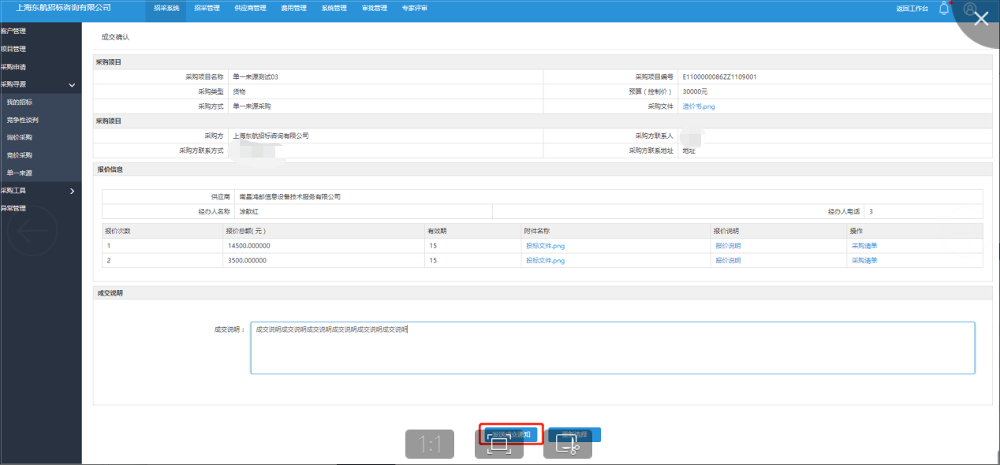 上海东航招标咨询有限公司 招采系统 招采管理 供应商管理 费用管理 系统管理 审批管理 专家评审 返回工作台
客户管理
项目管理
采购申请
采购寻源
我的招标
竞争性谈判
询价采购
竞价采购
单一来源
采购工具
异常管理
成交确认
采购项目
采购项目名称 单一来源测试03 采购项目编号 E1100000086ZZ1109001
采购类型 货物 预算（控制价） 30000元
采购方式 单一来源采购 采购文件 造价书.png
采购项目
采购方 上海东航招标咨询有限公司 采购方联系人
采购方联系方式 采购方联系地址 地址
报价信息
供应商 南昌鸿邮信息设备技术服务有限公司
经办人名称 涂歆红 经办人电话 3
报价次数 报价总额(元) 有效期 附件名称 报价说明 操作
1 14500.000000 15 投标文件.png 报价说明 采购清单
2 3500.000000 15 投标文件.png 报价说明 采购清单
成交说明
成交说明： 成交说明成交说明成交说明成交说明成交说明成交说明
1:1 发送成交通知 重新选择